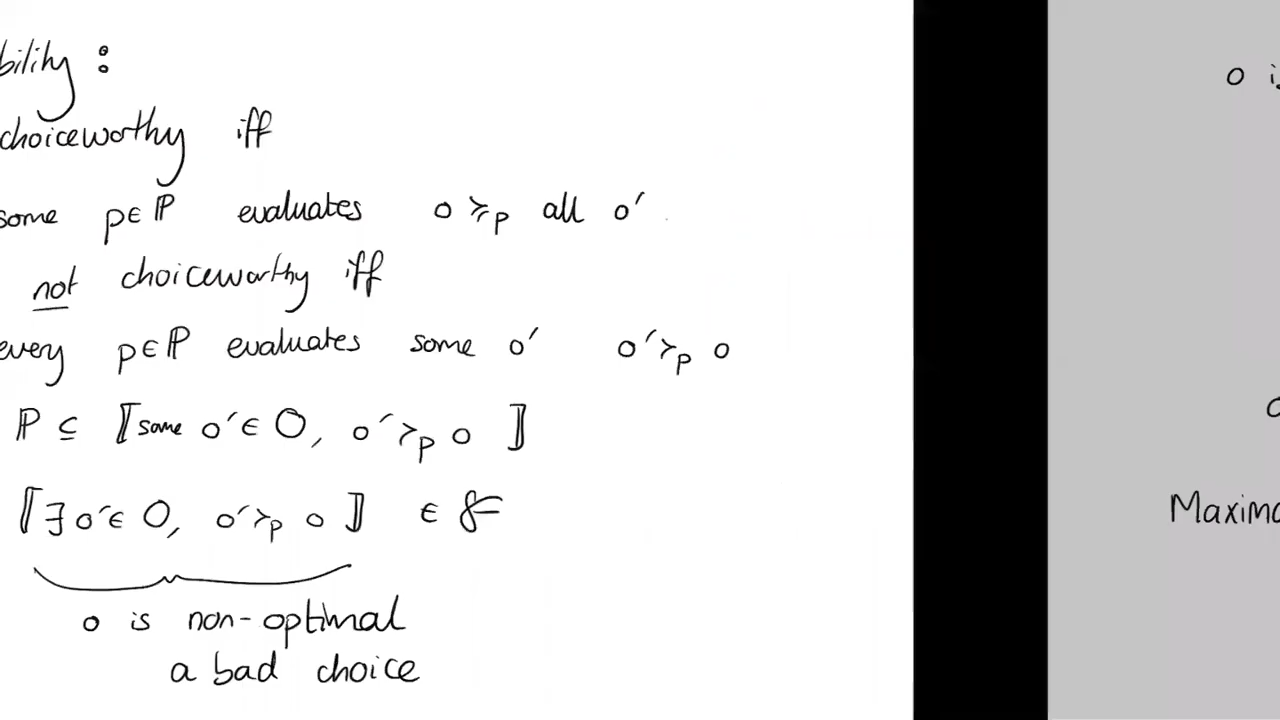 bility :
choiceworthy iff
some p ∈ ℙ evaluates o ≽ₚ all o′
not choiceworthy iff
every p ∈ ℙ evaluates some o′ o′ ≻ₚ o
ℙ ⊆ ⟦some o′ ∈ O, o′ ≻ₚ o ⟧
⟦∃ o′ ∈ O, o′ ≻ₚ o ⟧ ∈ ℱ
o is non-optimal
a bad choice
o is
o
Maxima